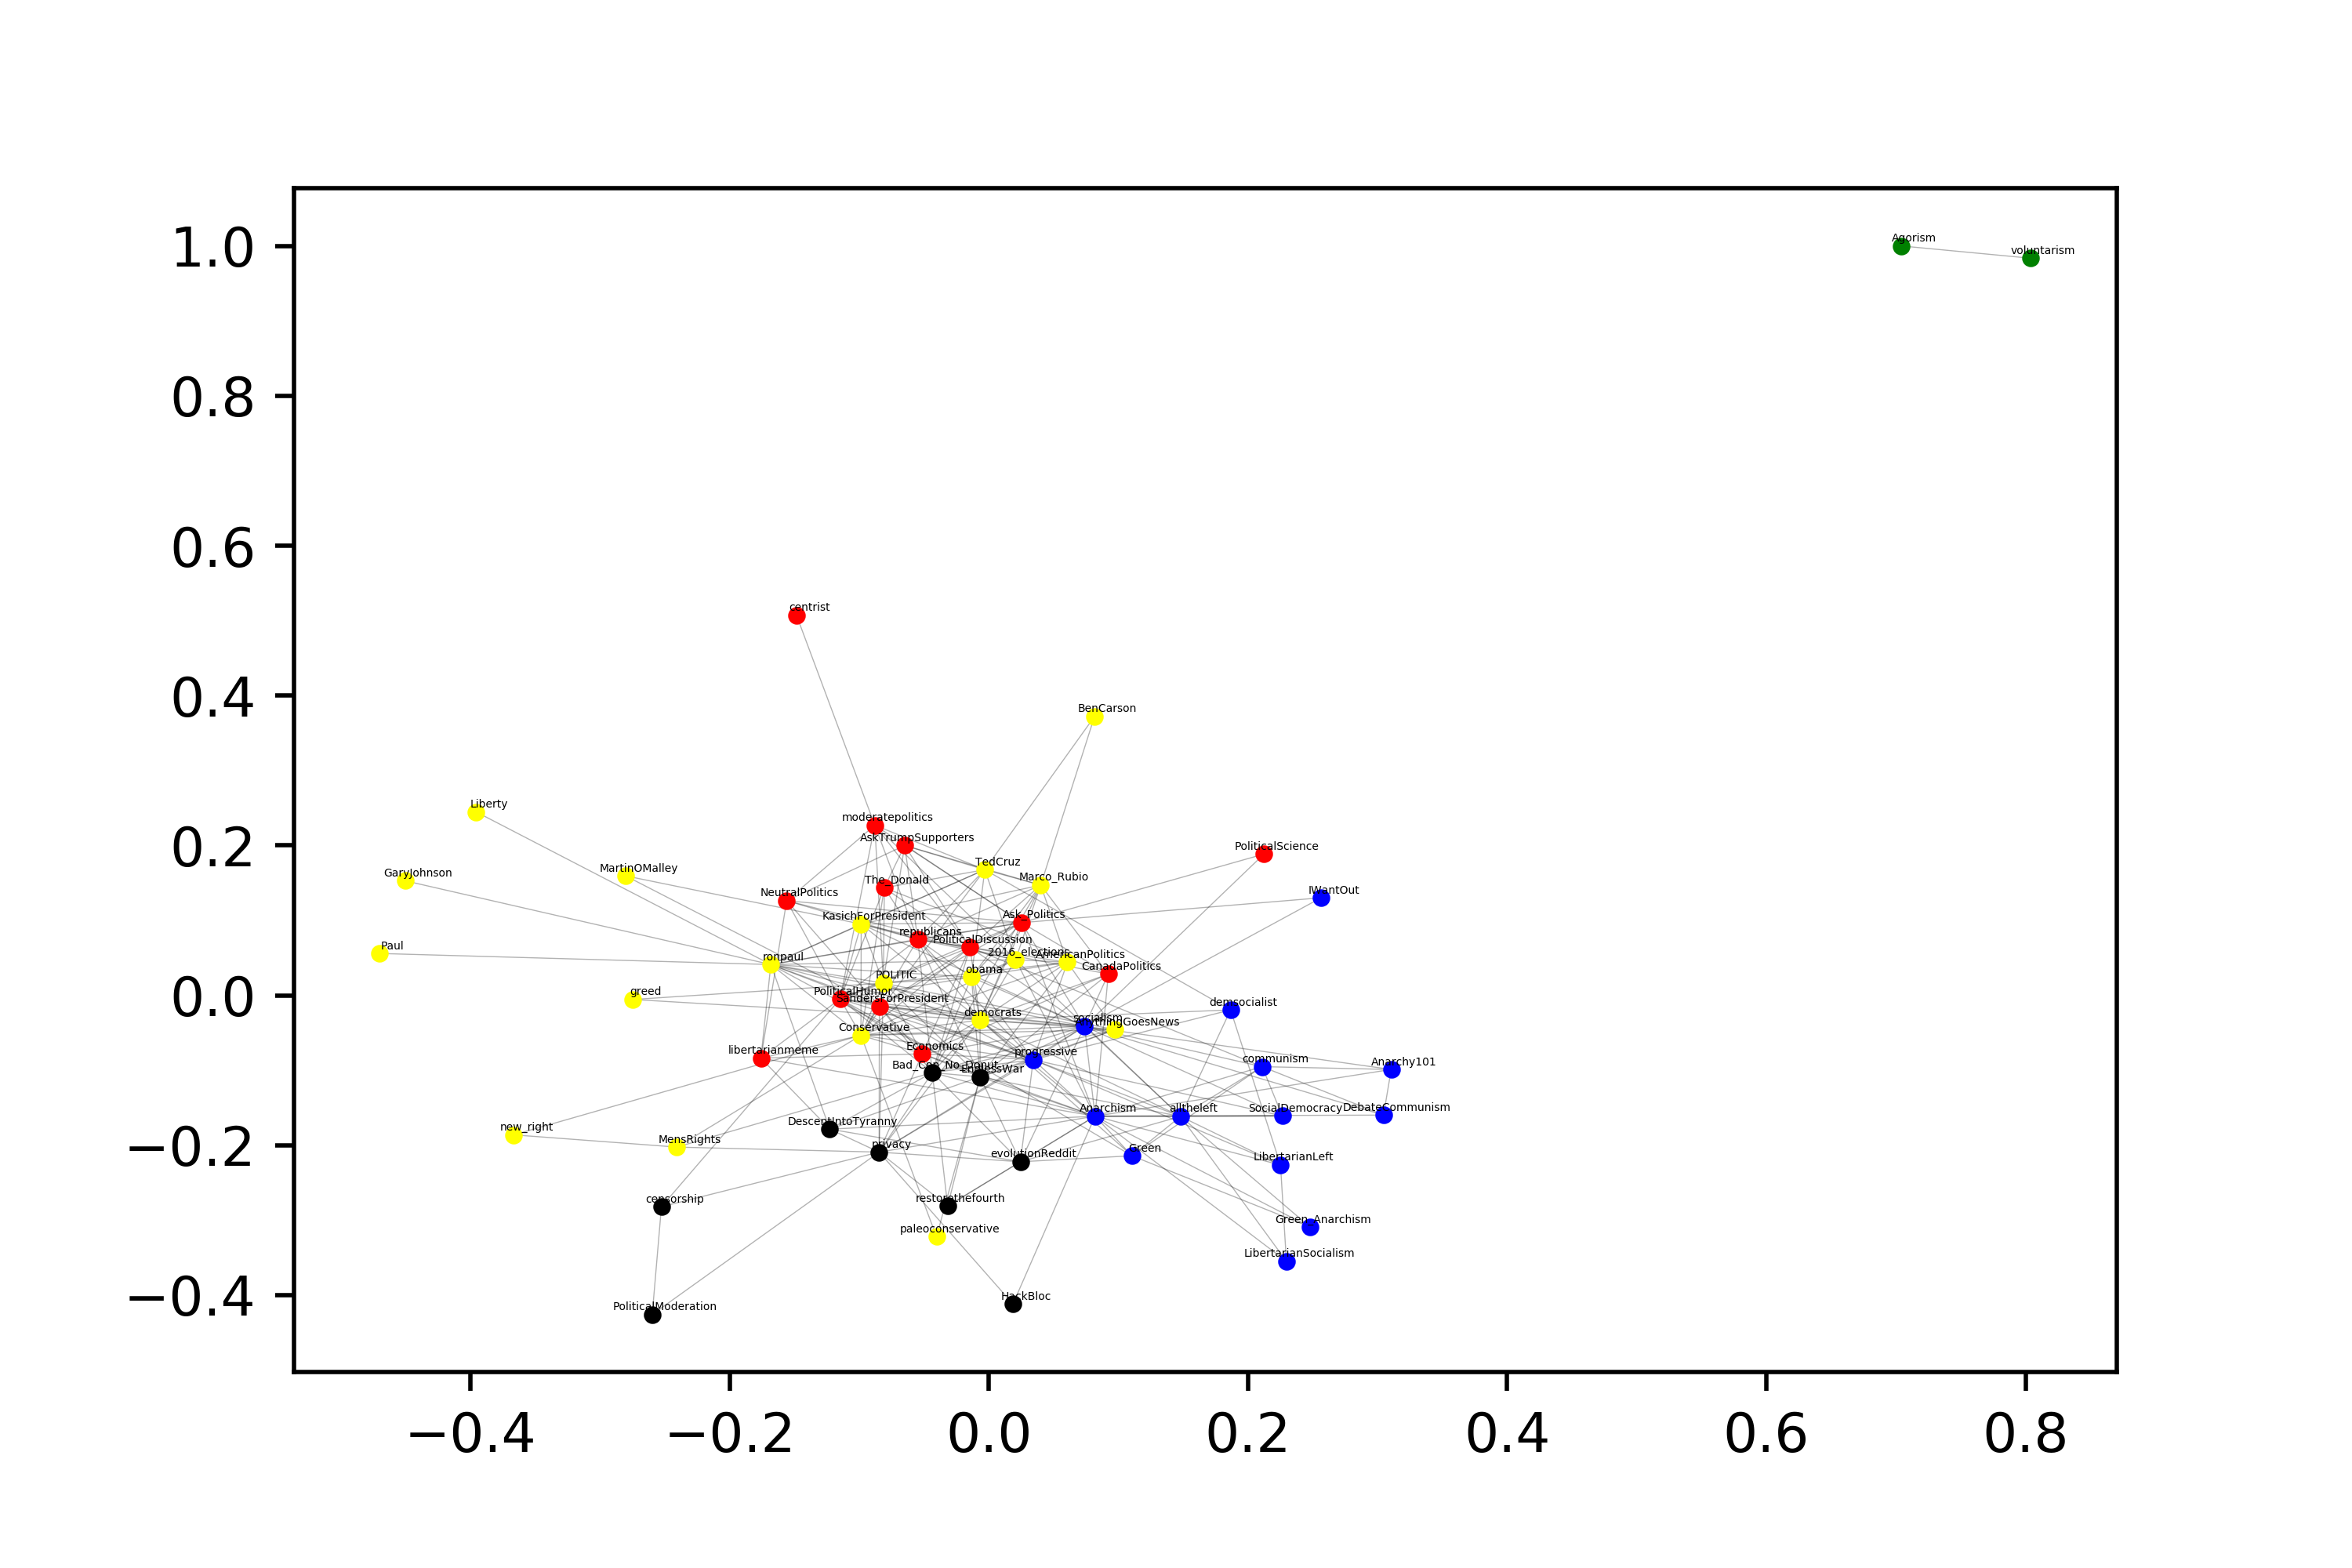 1.0
0.8
0.6
0.4
0.2
0.0
−0.2
−0.4
Agorism
voluntarism
centrist
BenCarson
Liberty
moderatepolitics
AskTrumpSupporters
PoliticalScience
TedCruz
MartinOMalley
GaryJohnson
The_Donald
Marco_Rubio
NeutralPolitics
IWantOut
KasichForPresident
Ask_Politics
republicans
PoliticalDiscussion
Paul
2016_elections
AmericanPolitics
ronpaul
CanadaPolitics
POLITIC
obama
greed
PoliticalHumor
SandersForPresident
demsocialist
democrats
socialism
AnythingGoesNews
Conservative
Economics
libertarianmeme
progressive
communism
Anarchy101
Bad_Cop_No_Donut
EndlessWar
Anarchism
alltheleft
SocialDemocracy
DebateCommunism
DescentIntoTyranny
new_right
MensRights
privacy
evolutionReddit
Green
LibertarianLeft
censorship
restorethefourth
Green_Anarchism
paleoconservative
LibertarianSocialism
PoliticalModeration
HackBloc
−0.4
−0.2
0.0
0.2
0.4
0.6
0.8